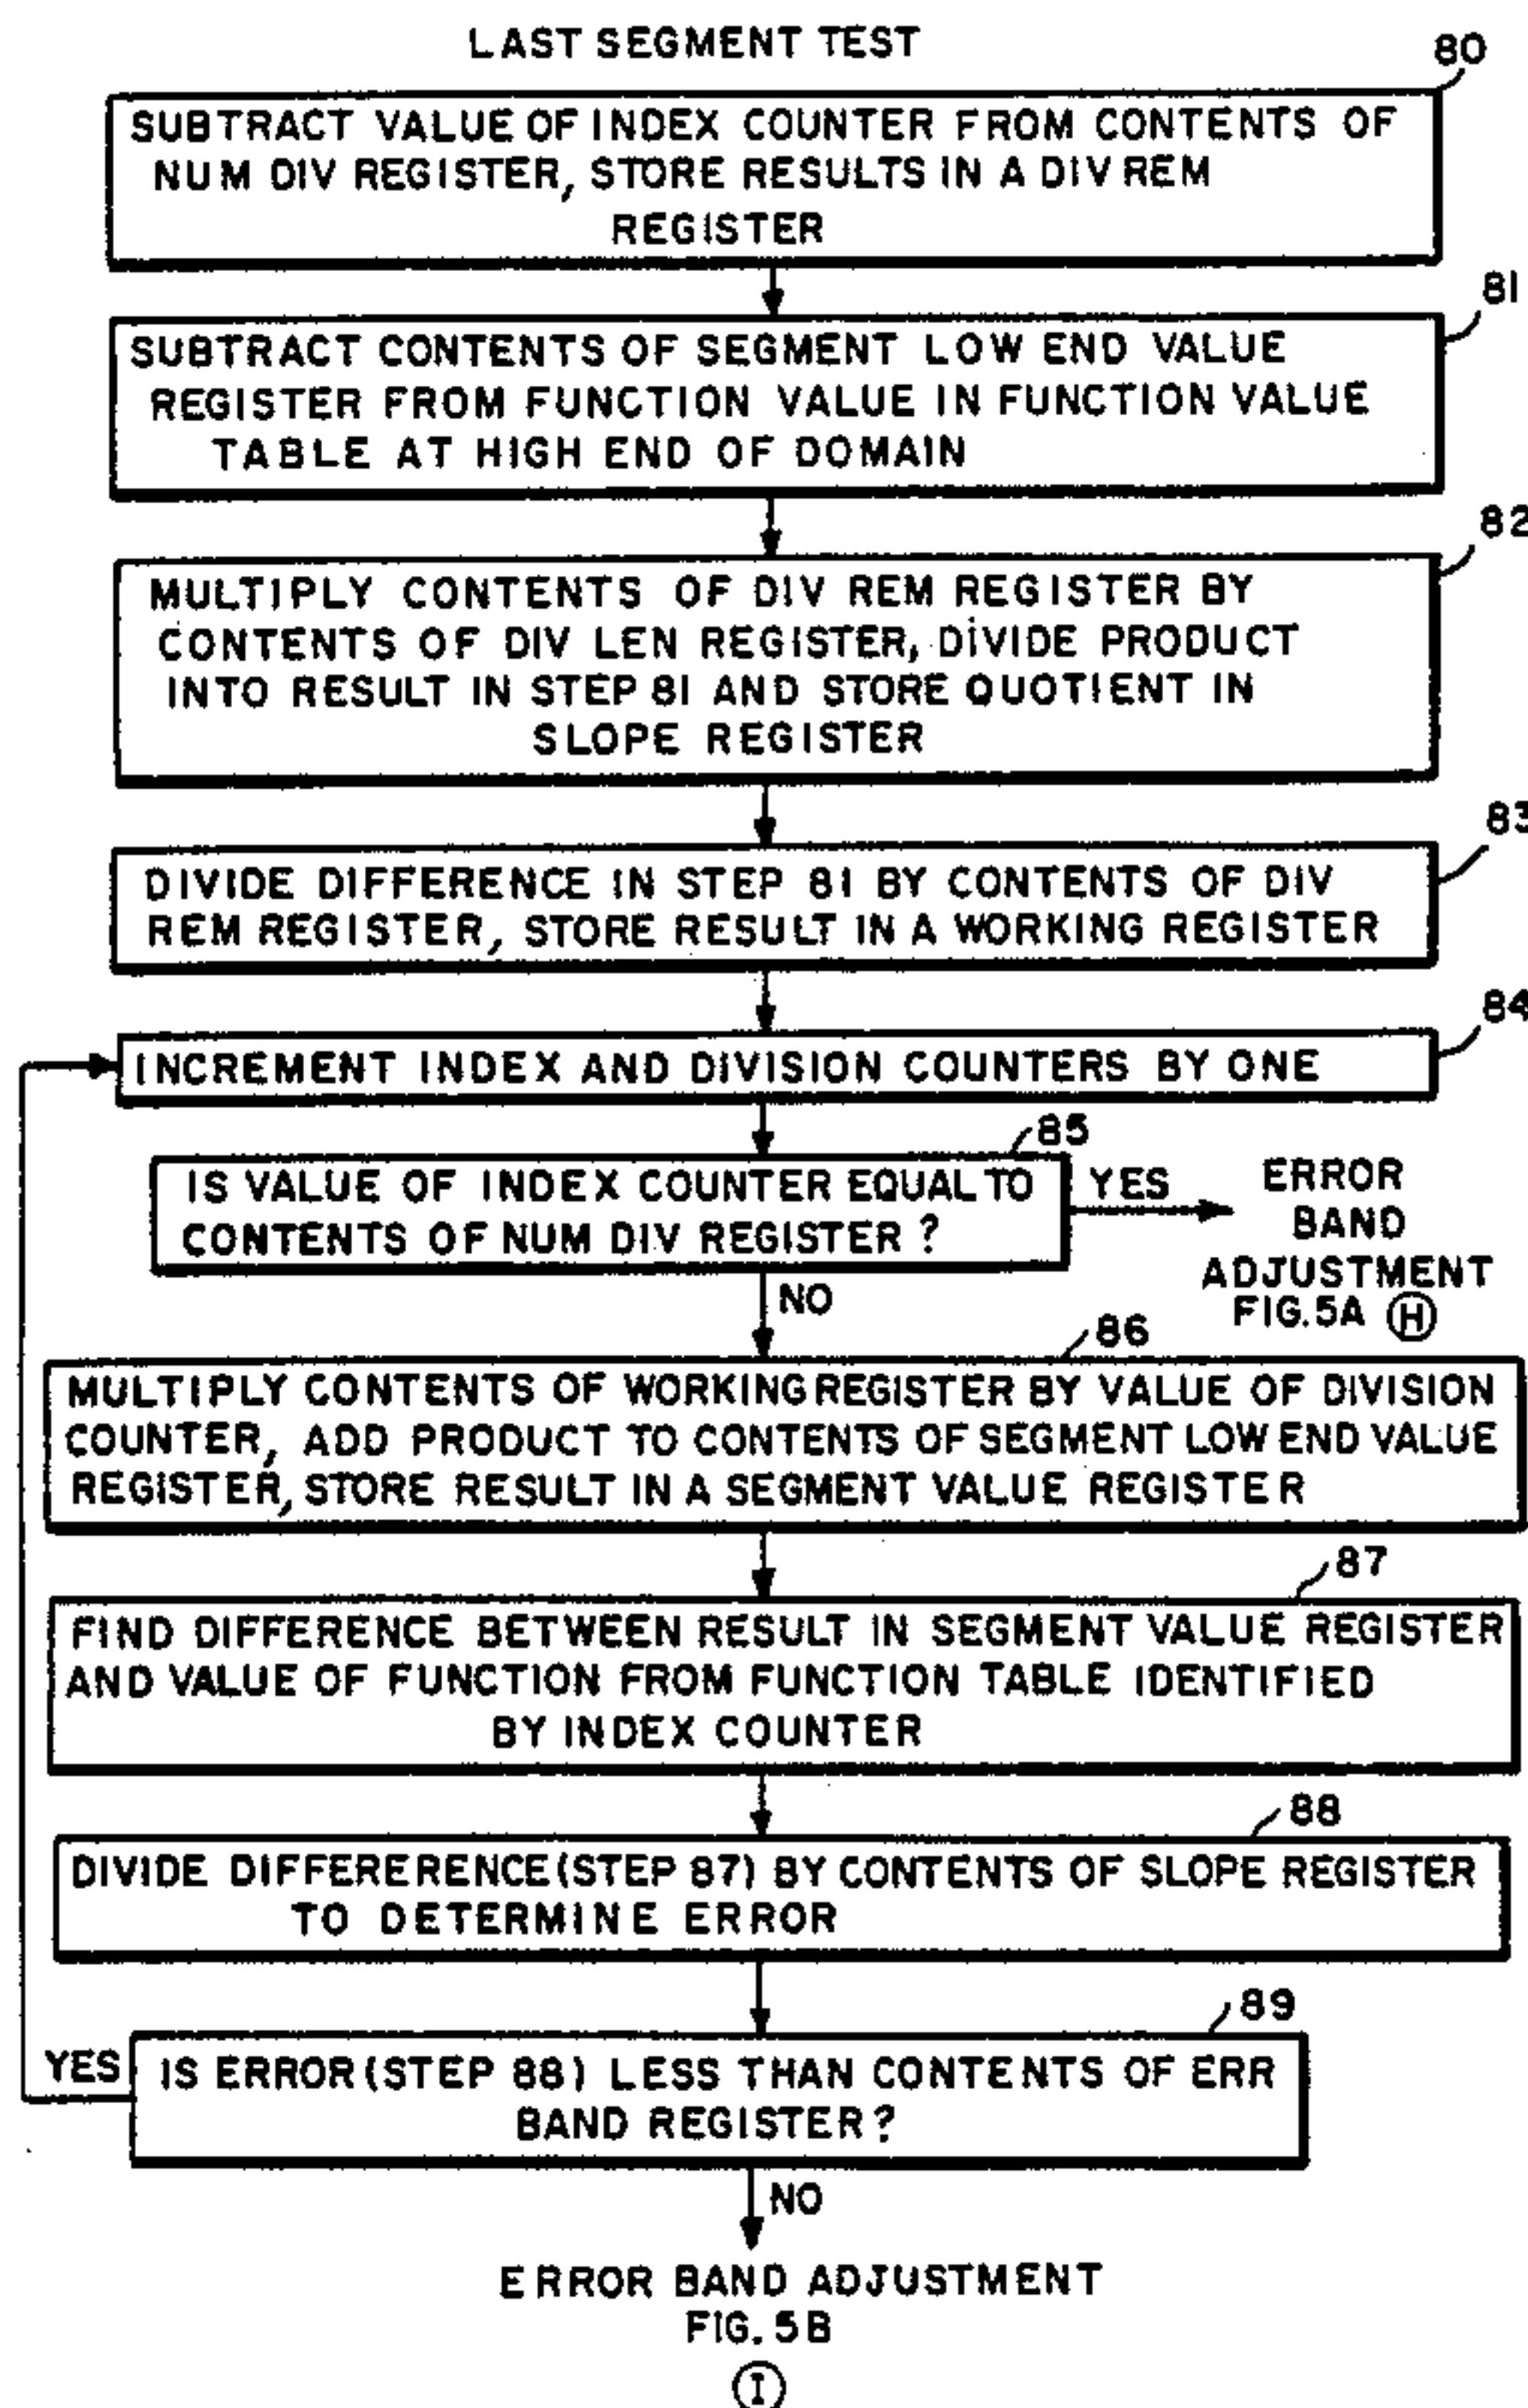 LAST SEGMENT TEST
80
SUBTRACT VALUE OF INDEX COUNTER FROM CONTENTS OF
NUM DIV REGISTER, STORE RESULTS IN A DIV REM
REGISTER
81
SUBTRACT CONTENTS OF SEGMENT LOW END VALUE
REGISTER FROM FUNCTION VALUE IN FUNCTION VALUE
TABLE AT HIGH END OF DOMAIN
82
MULTIPLY CONTENTS OF DIV REM REGISTER BY
CONTENTS OF DIV LEN REGISTER, DIVIDE PRODUCT
INTO RESULT IN STEP 81 AND STORE QUOTIENT IN
SLOPE REGISTER
83
DIVIDE DIFFERENCE IN STEP 81 BY CONTENTS OF DIV
REM REGISTER, STORE RESULT IN A WORKING REGISTER
84
INCREMENT INDEX AND DIVISION COUNTERS BY ONE
85
IS VALUE OF INDEX COUNTER EQUAL TO
CONTENTS OF NUM DIV REGISTER ?
YES
ERROR
BAND
ADJUSTMENT
FIG. 5A H
NO
86
MULTIPLY CONTENTS OF WORKING REGISTER BY VALUE OF DIVISION
COUNTER, ADD PRODUCT TO CONTENTS OF SEGMENT LOW END VALUE
REGISTER, STORE RESULT IN A SEGMENT VALUE REGISTER
87
FIND DIFFERENCE BETWEEN RESULT IN SEGMENT VALUE REGISTER
AND VALUE OF FUNCTION FROM FUNCTION TABLE IDENTIFIED
BY INDEX COUNTER
88
DIVIDE DIFFERERENCE (STEP 87) BY CONTENTS OF SLOPE REGISTER
TO DETERMINE ERROR
89
YES
IS ERROR (STEP 88) LESS THAN CONTENTS OF ERR
BAND REGISTER?
NO
ERROR BAND ADJUSTMENT
FIG. 5B
I